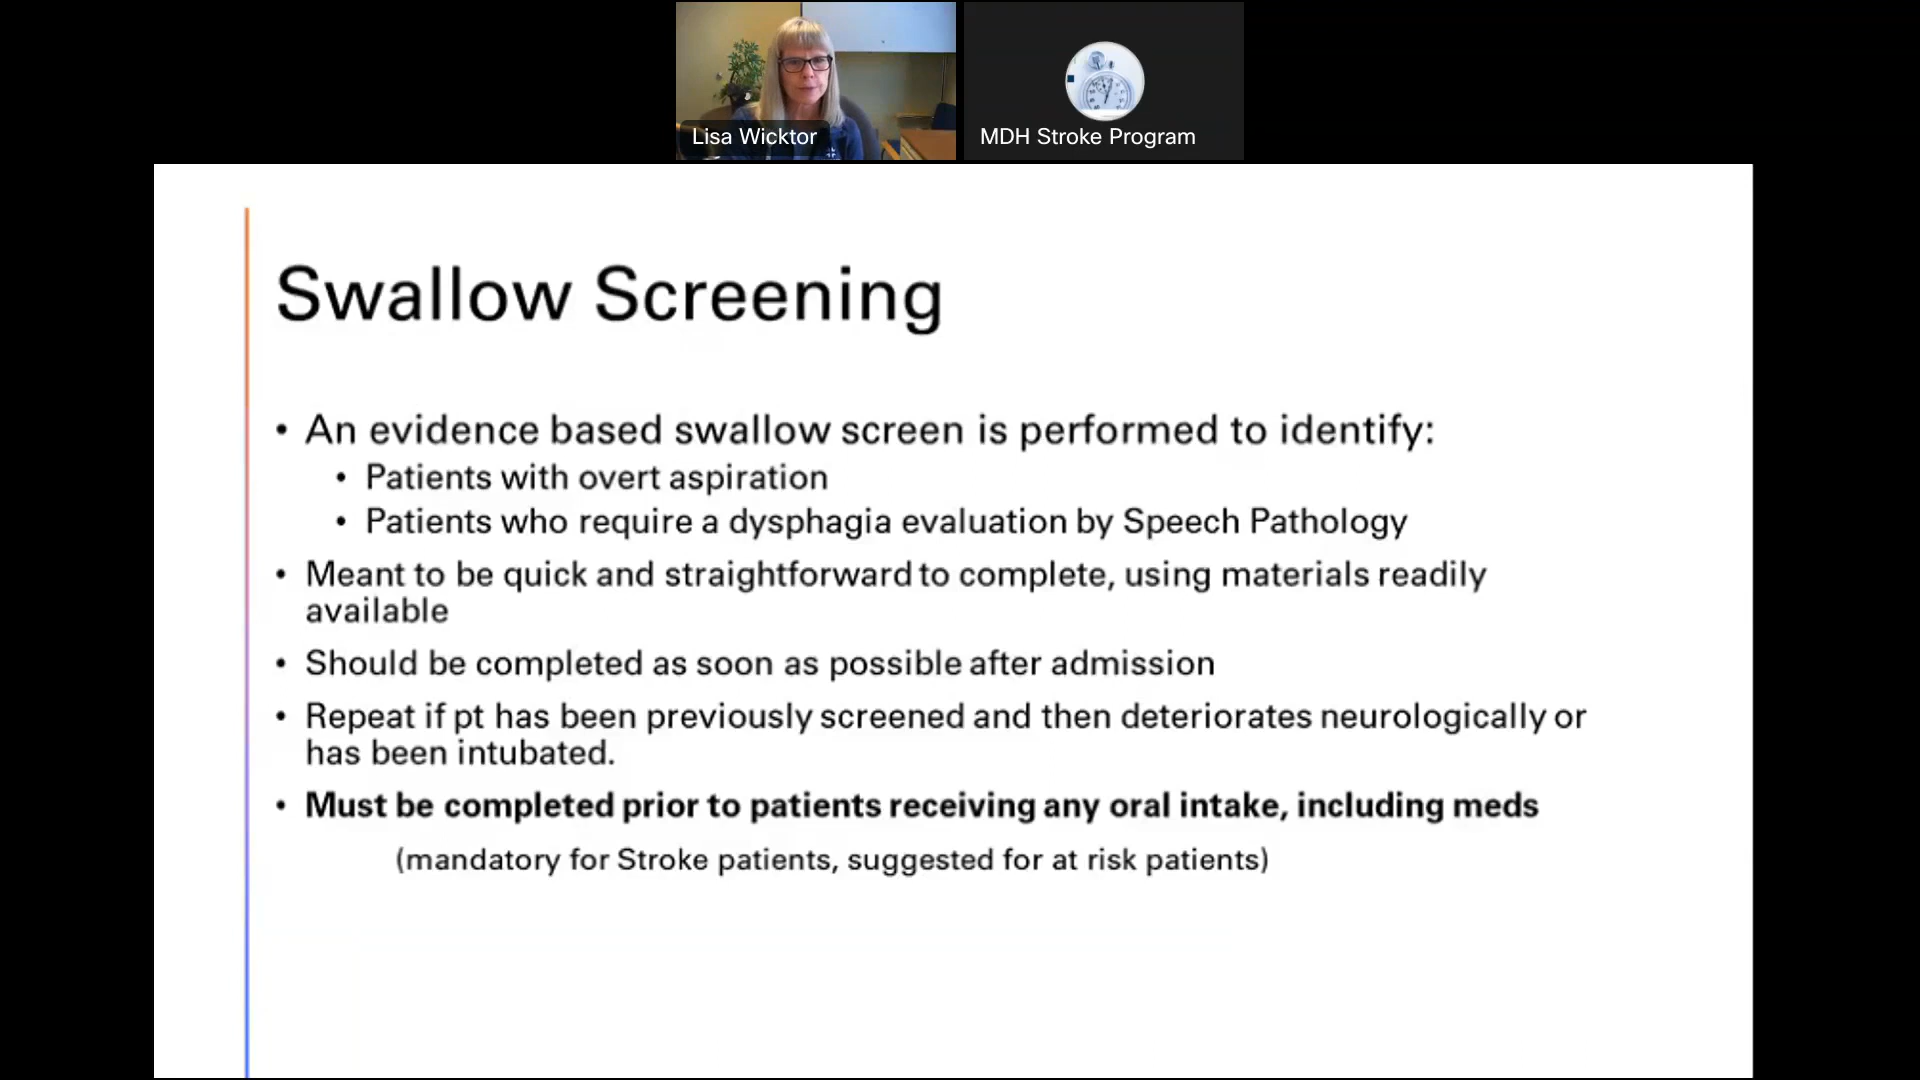 Lisa Wicktor
MDH Stroke Program
Swallow Screening
• An evidence based swallow screen is performed to identify:
• Patients with overt aspiration
• Patients who require a dysphagia evaluation by Speech Pathology
• Meant to be quick and straightforward to complete, using materials readily
available
• Should be completed as soon as possible after admission
• Repeat if pt has been previously screened and then deteriorates neurologically or
has been intubated.
• Must be completed prior to patients receiving any oral intake, including meds
(mandatory for Stroke patients, suggested for at risk patients)